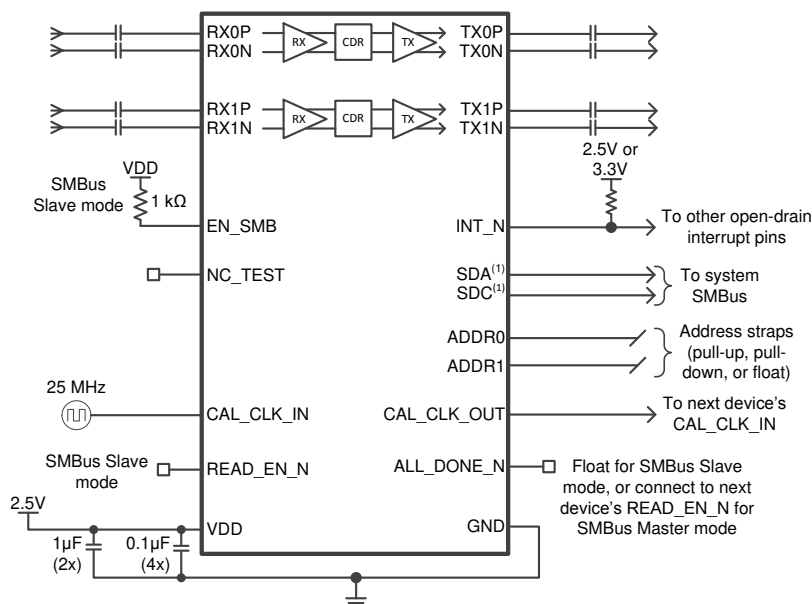 RX0P
RX0N
RX
CDR
TX
TX0P
TX0N
RX1P
RX1N
RX
CDR
TX
TX1P
TX1N
2.5V or
3.3V
VDD
SMBus
Slave mode
1 kΩ
EN_SMB
INT_N
To other open-drain
interrupt pins
NC_TEST
SDA(1)
SDC(1)
To system
SMBus
ADDR0
ADDR1
Address straps
(pull-up, pull-
down, or float)
25 MHz
CAL_CLK_IN
CAL_CLK_OUT
To next device's
CAL_CLK_IN
SMBus Slave
mode
READ_EN_N
ALL_DONE_N
Float for SMBus Slave
mode, or connect to next
device's READ_EN_N for
SMBus Master mode
2.5V
VDD
GND
1μF
(2x)
0.1μF
(4x)